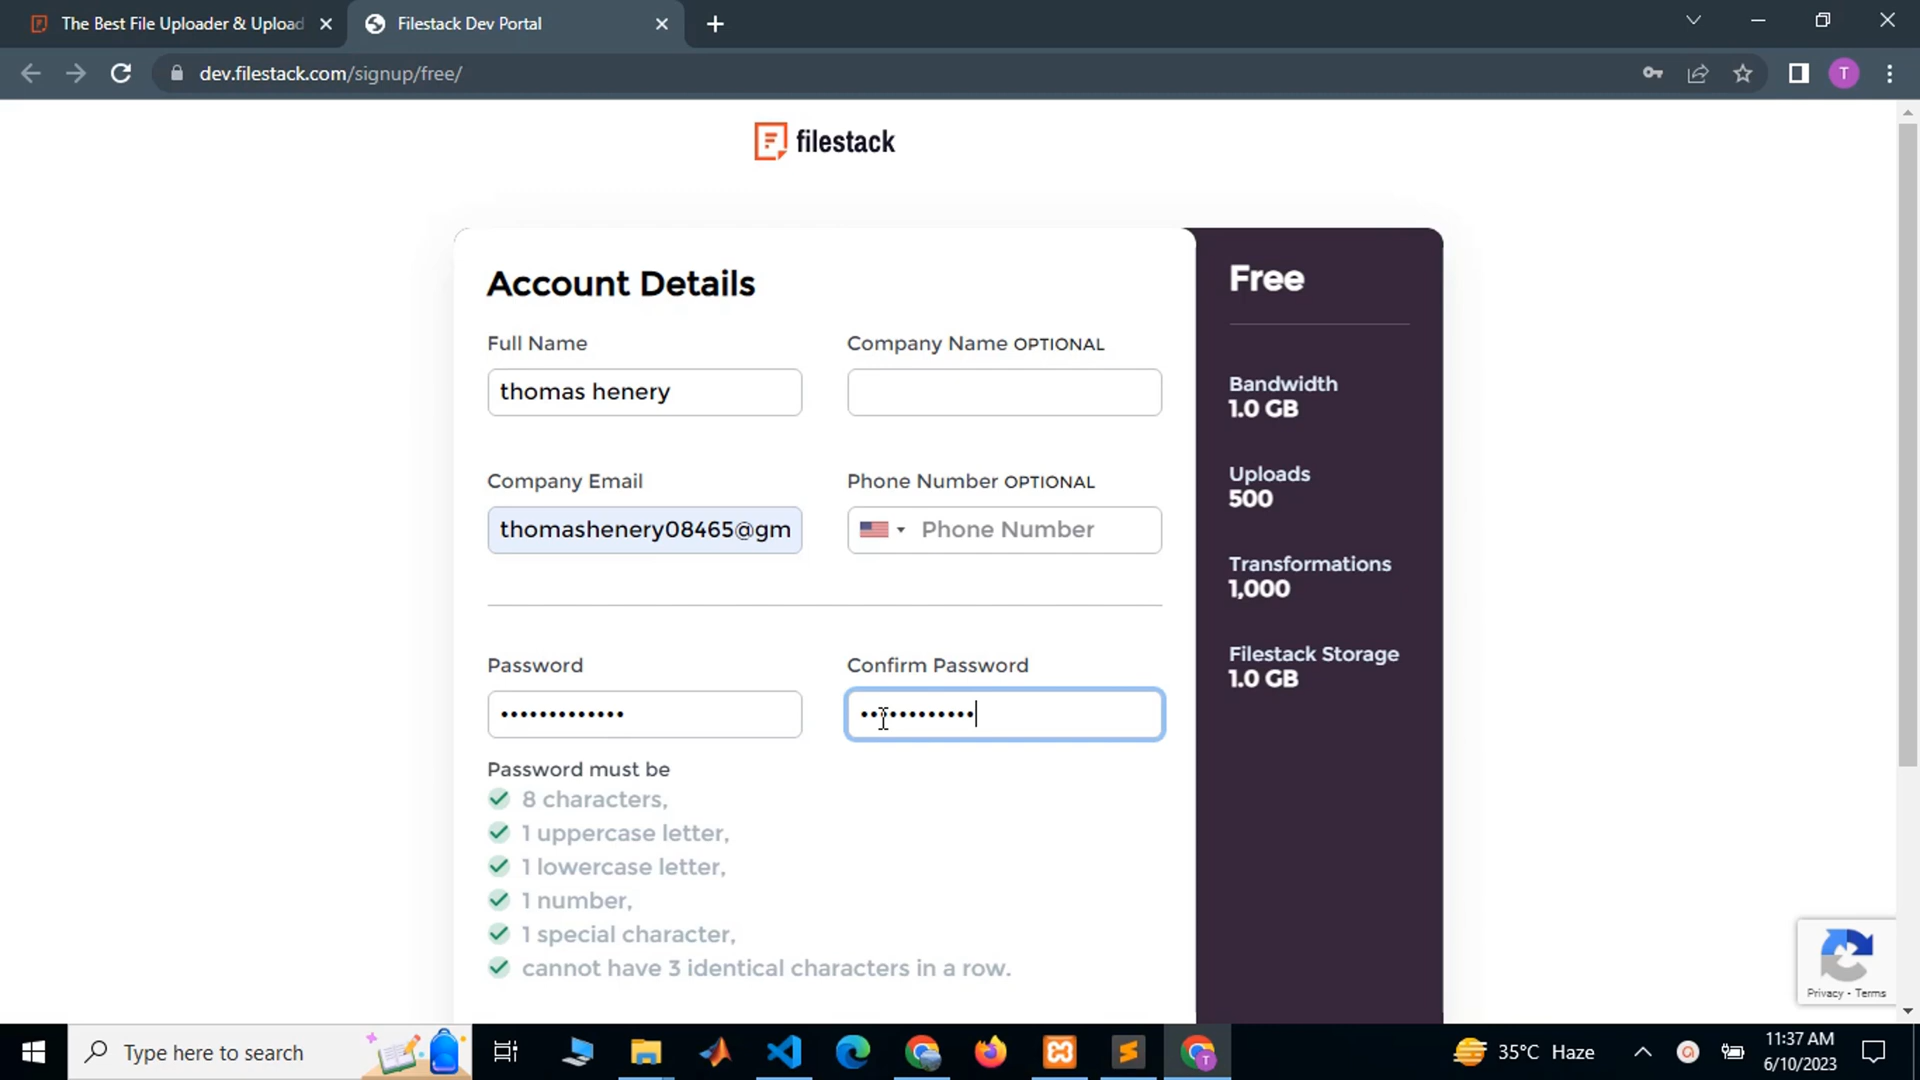 The Best File Uploader & Upload
Filestack Dev Portal
dev.filestack.com/signup/free/
T
filestack
Account Details
Full Name
Company Name OPTIONAL
thomas henery
Company Email
Phone Number OPTIONAL
thomashenery08465@gm
Phone Number
Password
Confirm Password
•••••••••••••
••••••••••••
Password must be
8 characters,
1 uppercase letter,
1 lowercase letter,
1 number,
1 special character,
cannot have 3 identical characters in a row.
Free
Bandwidth
1.0 GB
Uploads
500
Transformations
1,000
Filestack Storage
1.0 GB
Privacy - Terms
Type here to search
T
35°C Haze
11:37 AM
6/10/2023